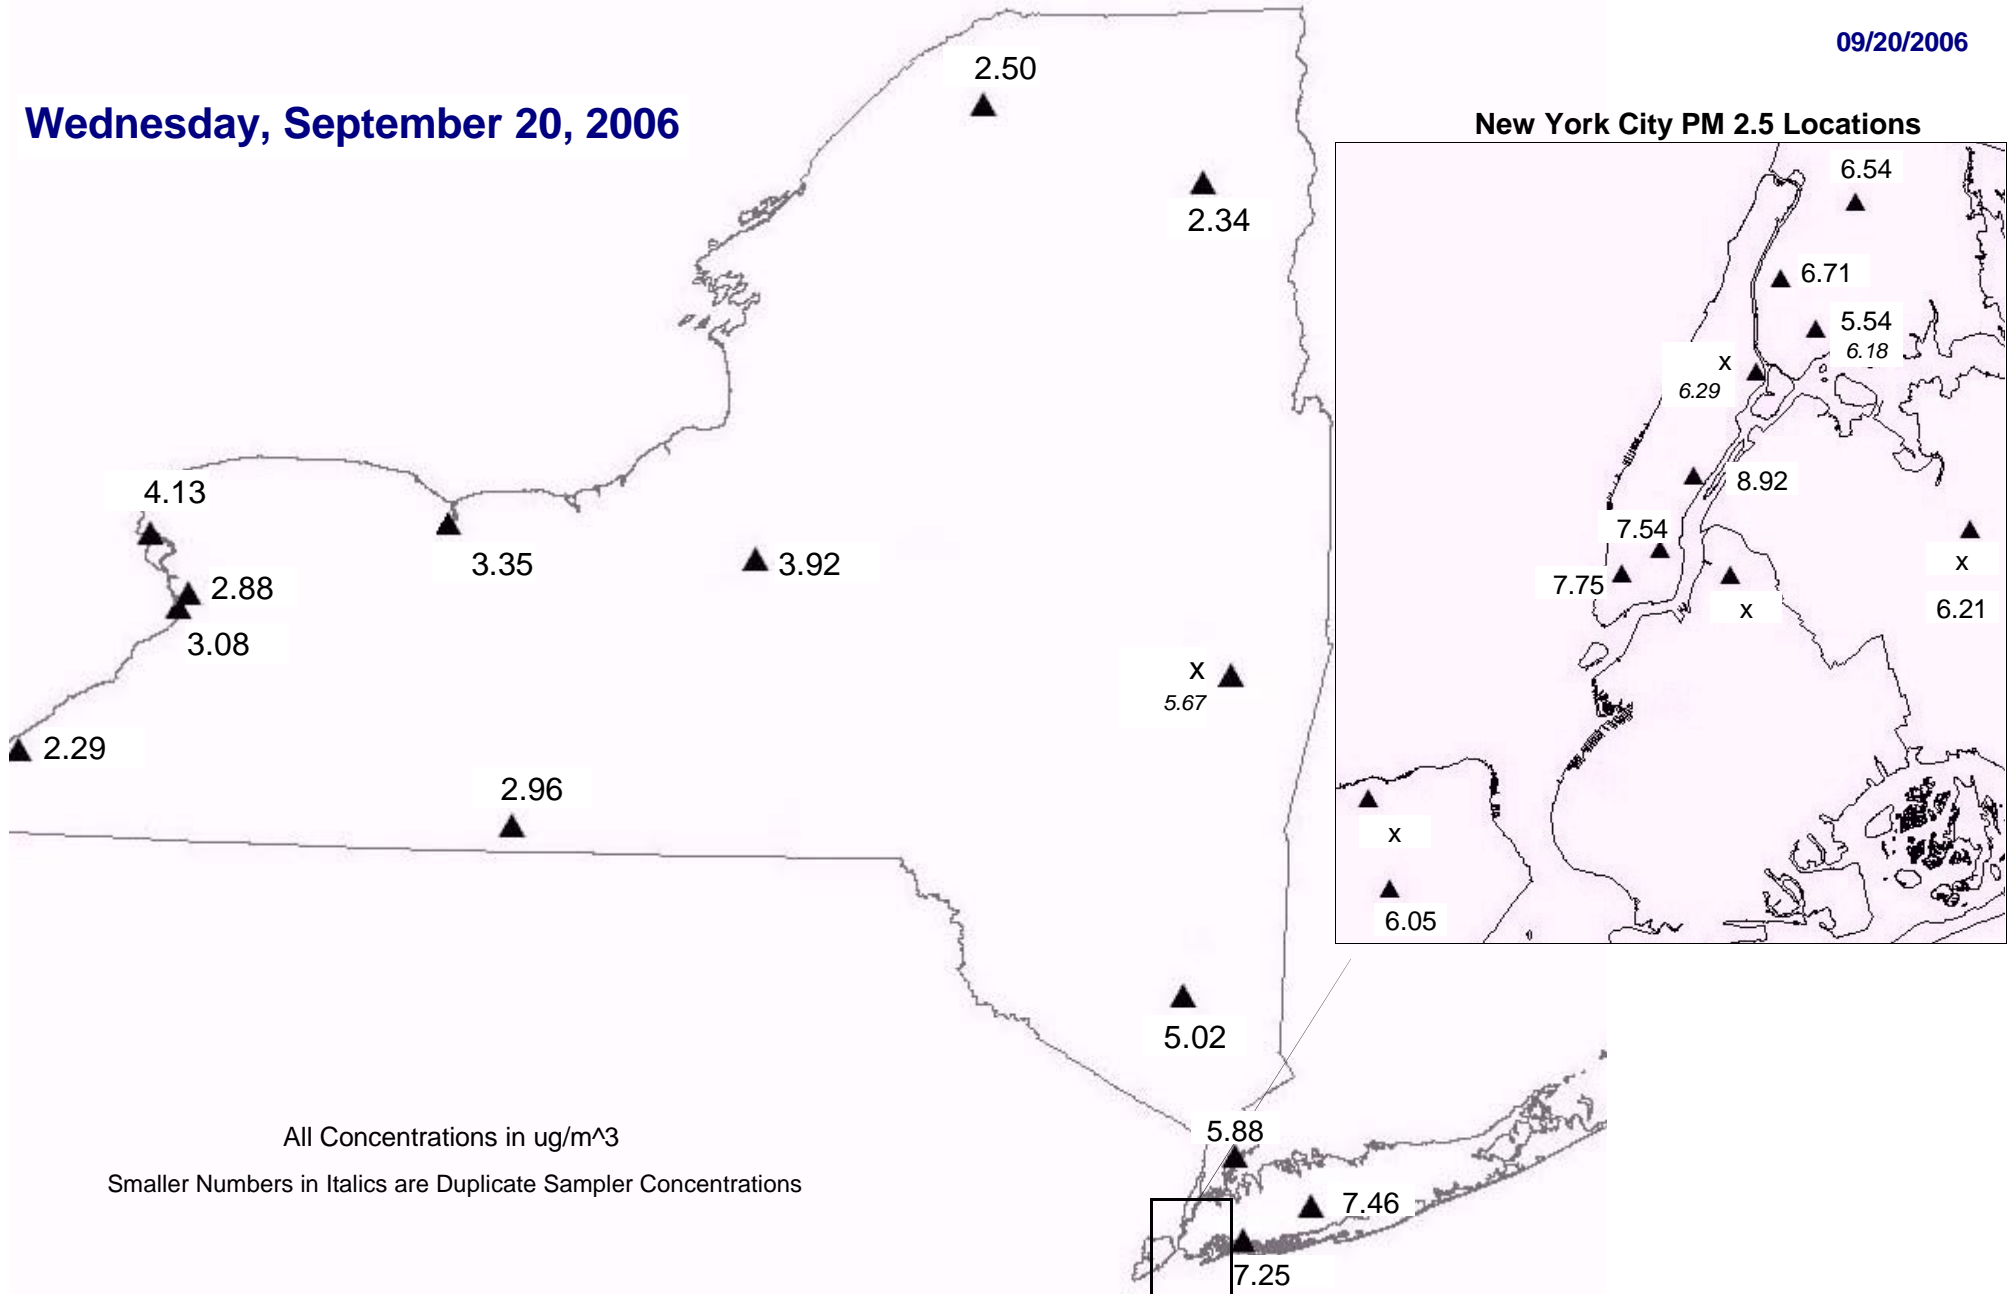 09/20/2006
2.50
Wednesday, September 20, 2006
New York City PM 2.5 Locations
6.54
2.34
6.71
5.54
6.18
x
6.29
8.92
4.13
7.54
3.35
3.92
x
7.75
2.88
x
6.21
3.08
x
5.67
2.29
2.96
x
6.05
5.02
5.88
All Concentrations in ug/m^3
Smaller Numbers in Italics are Duplicate Sampler Concentrations
7.46
7.25